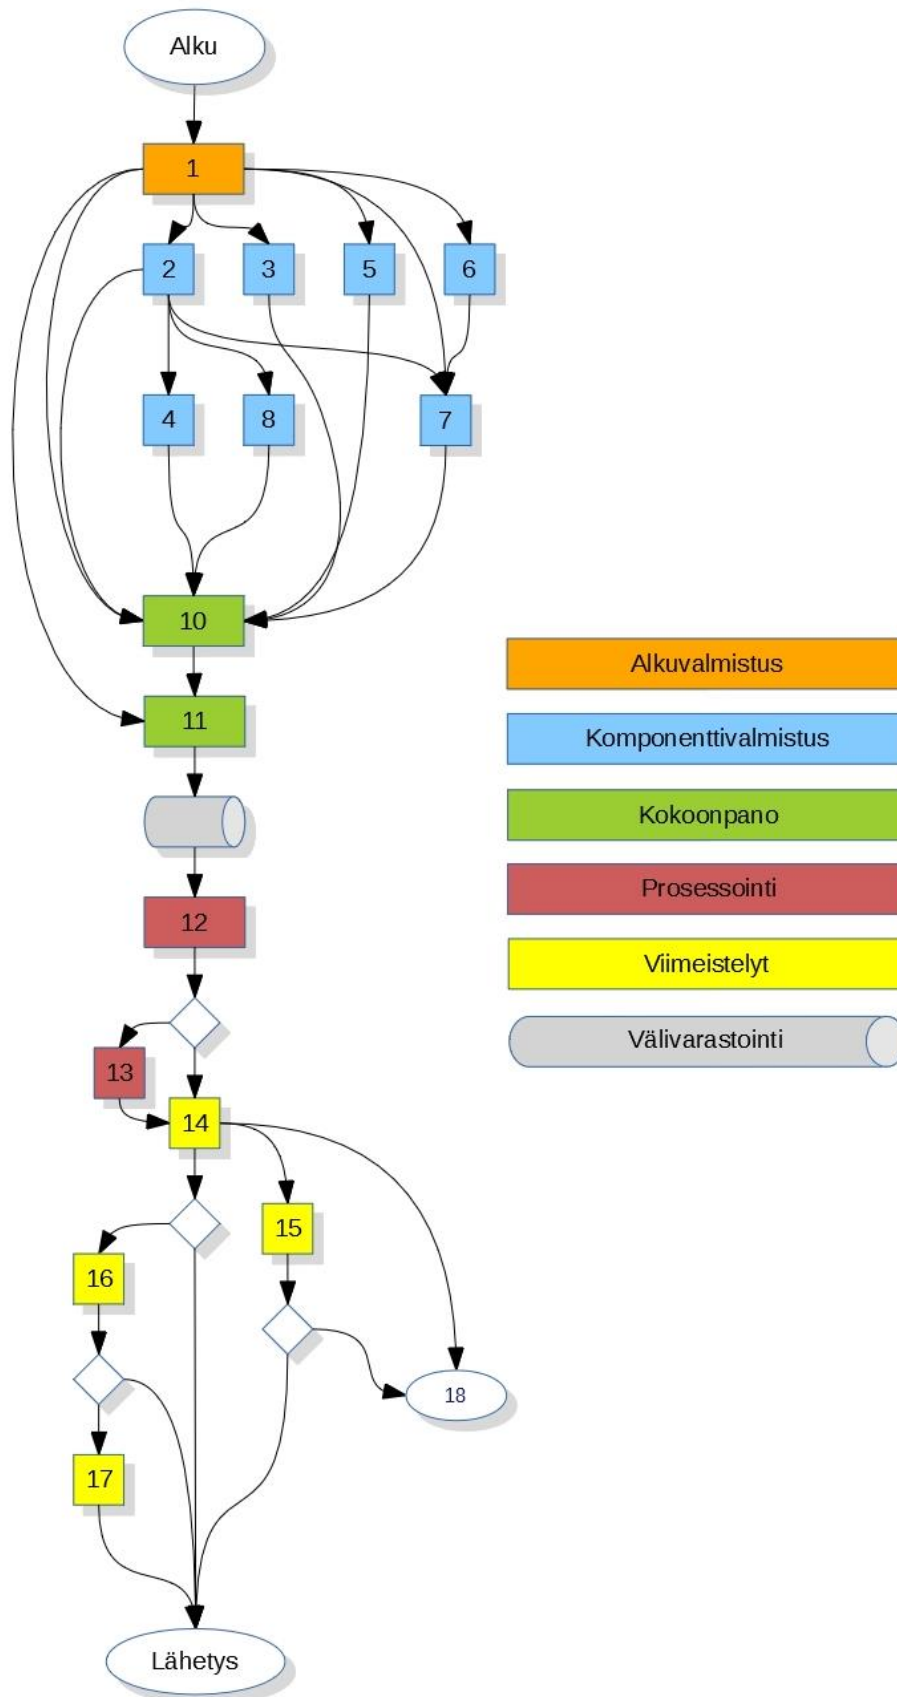 Alku
1
2
3
5
6
4
8
7
10
11
Alkuvalmistus
Komponenttivalmistus
Kokoonpano
Prosessointi
Viimeistelyt
Välivarastointi
12
13
14
15
16
18
17
Lähetys